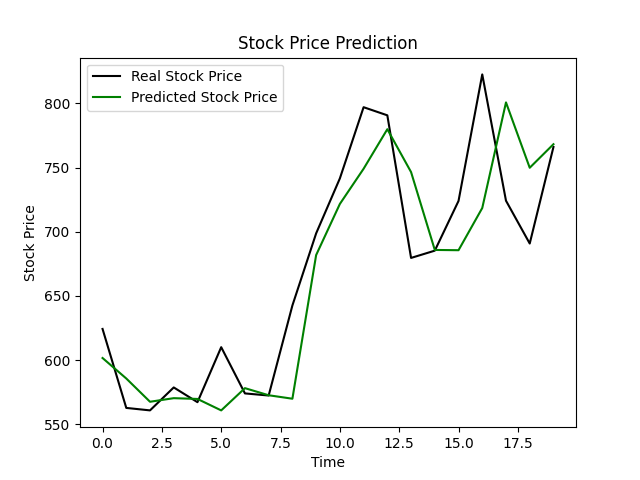 Stock Price Prediction
Real Stock Price
Predicted Stock Price
Stock Price
800
750
700
650
600
550
0.0 2.5 5.0 7.5 10.0 12.5 15.0 17.5
Time